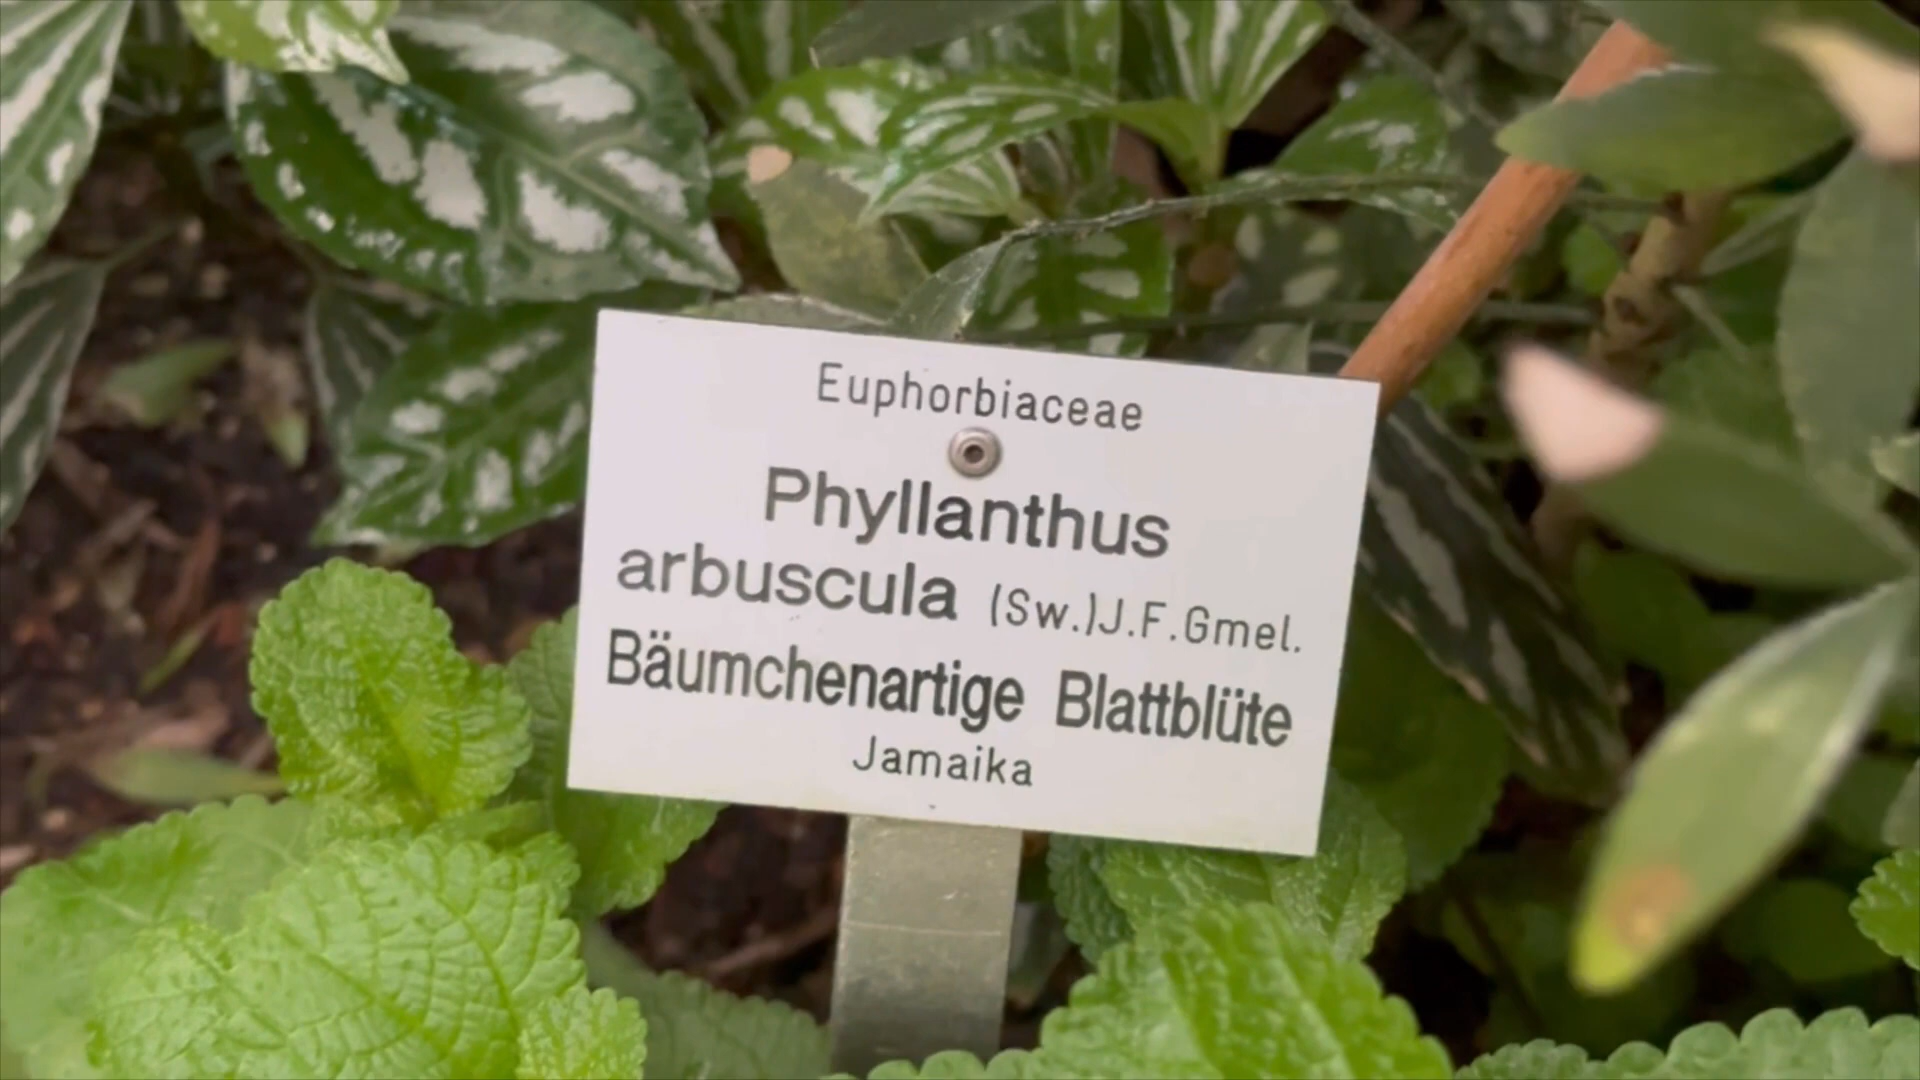 Euphorbiaceae
Phyllanthus
arbuscula (Sw.)J.F.Gmel.
Bäumchenartige Blattblüte
Jamaika